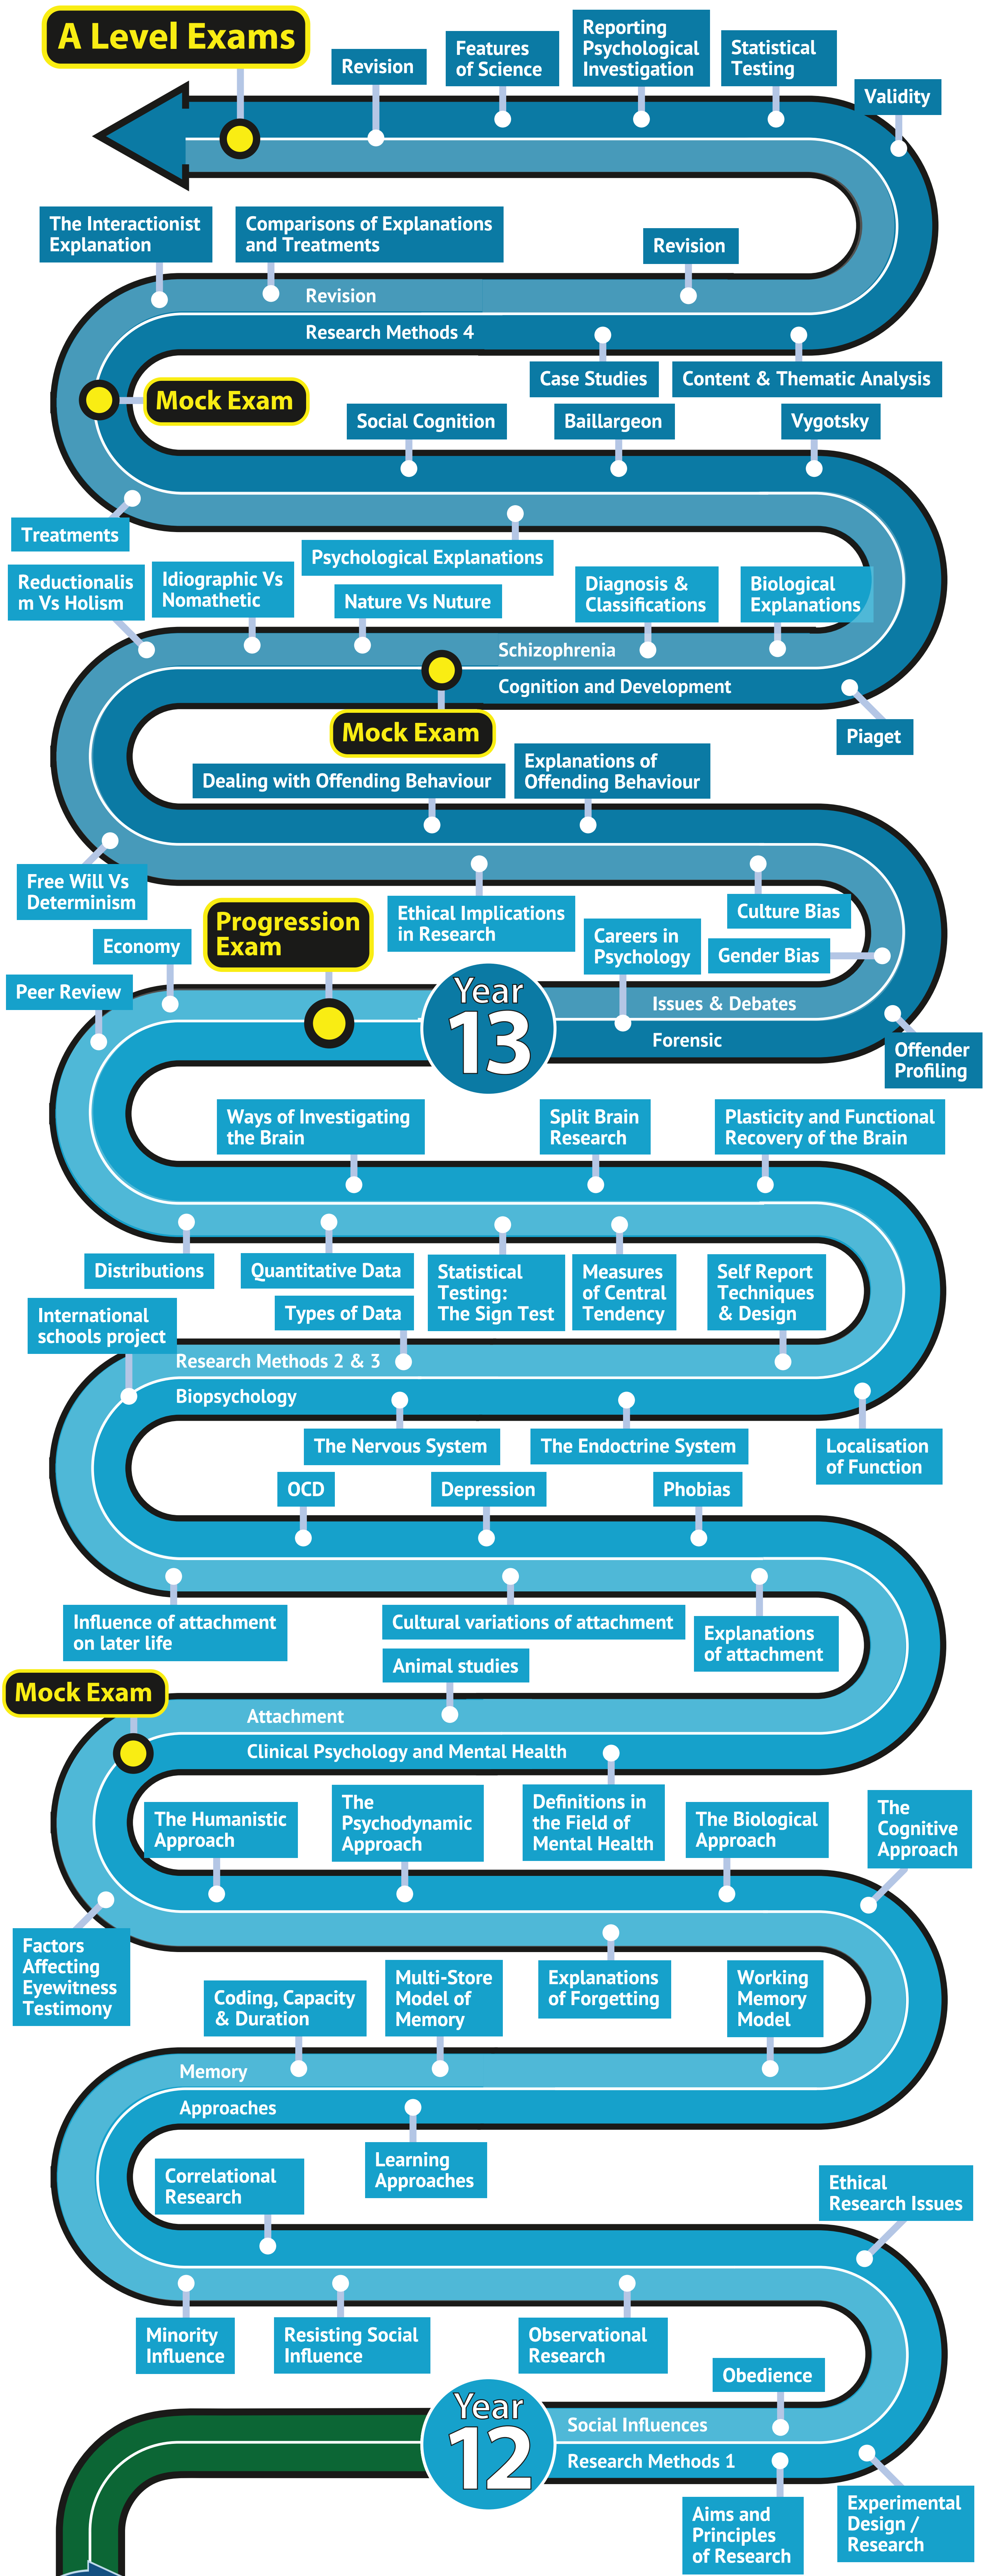 A Level Exams
Revision
Features
of Science
Reporting
Psychological
Investigation
Statistical
Testing
Validity
The Interactionist
Explanation
Comparisons of Explanations
and Treatments
Revision
Revision
Research Methods 4
Case Studies
Content & Thematic Analysis
Mock Exam
Social Cognition
Baillargeon
Vygotsky
Treatments
Psychological Explanations
Reductionalis
m Vs Holism
Idiographic Vs
Nomathetic
Nature Vs Nuture
Diagnosis &
Classifications
Biological
Explanations
Schizophrenia
Cognition and Development
Mock Exam
Piaget
Dealing with Offending Behaviour
Explanations of
Offending Behaviour
Free Will Vs
Determinism
Ethical Implications
in Research
Culture Bias
Progression
Exam
Careers in
Psychology
Gender Bias
Economy
Peer Review
Year
13
Issues & Debates
Forensic
Offender
Profiling
Ways of Investigating
the Brain
Split Brain
Research
Plasticity and Functional
Recovery of the Brain
Distributions
Quantitative Data
Statistical
Testing:
The Sign Test
Measures
of Central
Tendency
Self Report
Techniques
& Design
International
schools project
Types of Data
Research Methods 2 & 3
Biopsychology
The Nervous System
The Endoctrine System
Localisation
of Function
OCD
Depression
Phobias
Influence of attachment
on later life
Cultural variations of attachment
Explanations
of attachment
Animal studies
Mock Exam
Attachment
Clinical Psychology and Mental Health
The Humanistic
Approach
The
Psychodynamic
Approach
Definitions in
the Field of
Mental Health
The Biological
Approach
The
Cognitive
Approach
Factors
Affecting
Eyewitness
Testimony
Coding, Capacity
& Duration
Multi-Store
Model of
Memory
Explanations
of Forgetting
Working
Memory
Model
Memory
Approaches
Learning
Approaches
Correlational
Research
Ethical
Research Issues
Minority
Influence
Resisting Social
Influence
Observational
Research
Obedience
Year
12
Social Influences
Research Methods 1
Aims and
Principles
of Research
Experimental
Design /
Research